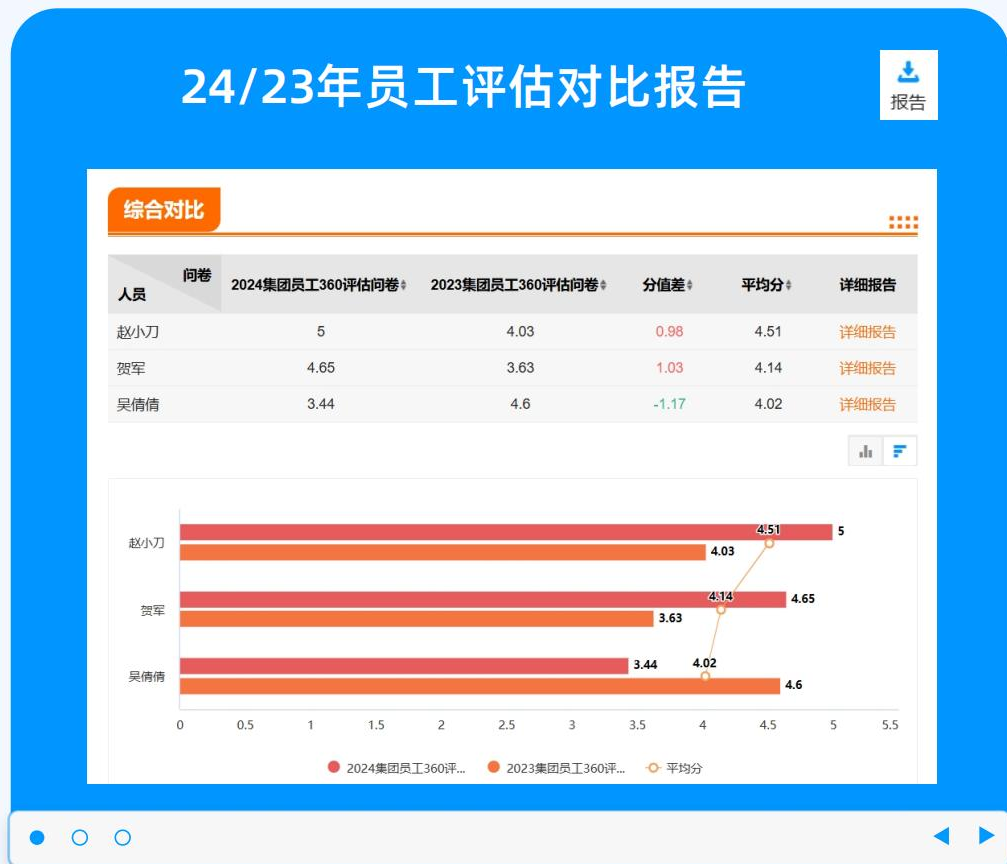 24/23年员工评估对比报告
报告
综合对比
问卷
人员
2024集团员工360评估问卷 2023集团员工360评估问卷 分值差 平均分 详细报告
赵小刀 5 4.03 0.98 4.51 详细报告
贺军 4.65 3.63 1.03 4.14 详细报告
吴倩倩 3.44 4.6 -1.17 4.02 详细报告
赵小刀 4.51 5
4.03
贺军 4.14 4.65
3.63
吴倩倩 3.44 4.02
4.6
0 0.5 1 1.5 2 2.5 3 3.5 4 4.5 5 5.5
2024集团员工360评... 2023集团员工360评... 平均分